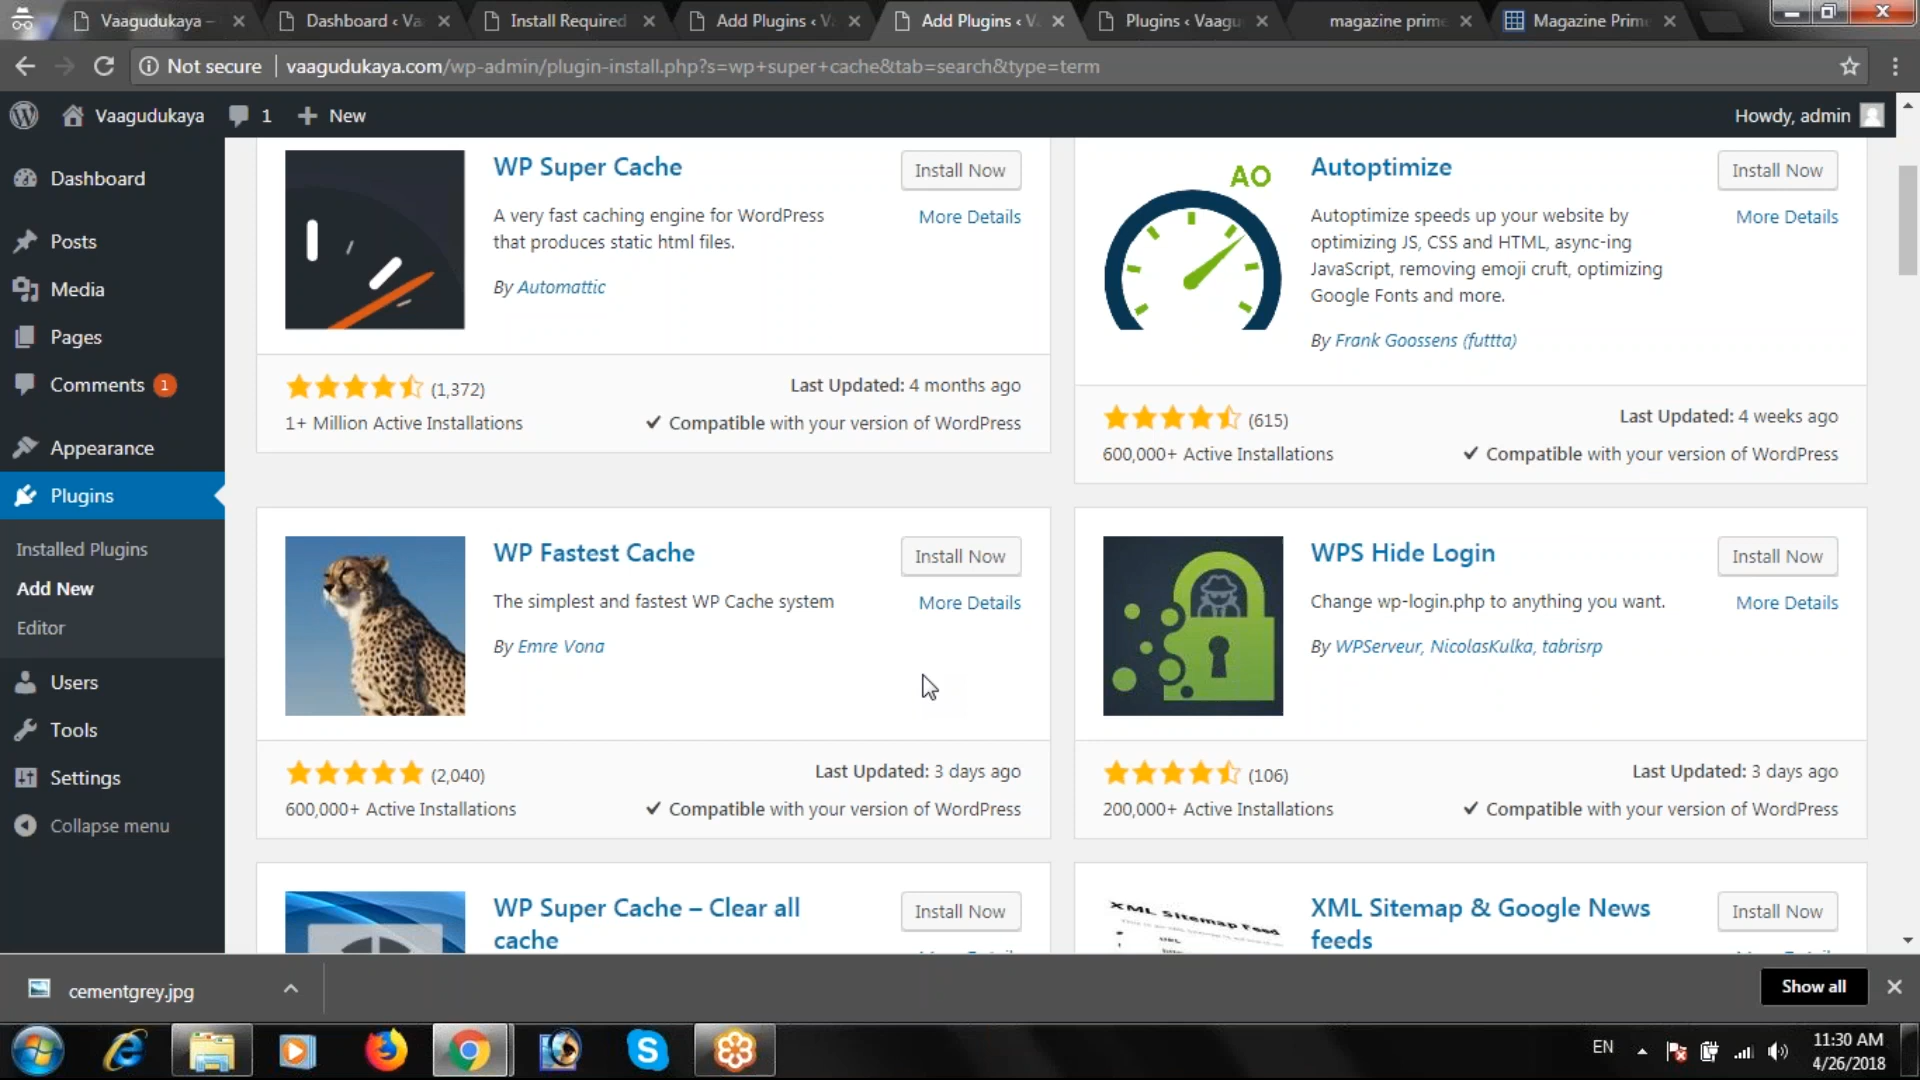 Vaagudukaya –
Dashboard ‹ Va
Install Required
Add Plugins ‹ V
Add Plugins ‹ V
Plugins ‹ Vaagu
magazine prime
Magazine Prime
Not secure
vaagudukaya.com/wp-admin/plugin-install.php?s=wp+super+cache&tab=search&type=term
Vaagudukaya
1
New
Howdy, admin
Dashboard
Posts
Media
Pages
Comments 1
Appearance
Plugins
Installed Plugins
Add New
Editor
Users
Tools
Settings
Collapse menu
WP Super Cache
Install Now
More Details
A very fast caching engine for WordPress
that produces static html files.
By Automattic
(1,372)
1+ Million Active Installations
Last Updated: 4 months ago
Compatible with your version of WordPress
AO
Autoptimize
Install Now
More Details
Autoptimize speeds up your website by
optimizing JS, CSS and HTML, async-ing
JavaScript, removing emoji cruft, optimizing
Google Fonts and more.
By Frank Goossens (futtta)
(615)
600,000+ Active Installations
Last Updated: 4 weeks ago
Compatible with your version of WordPress
WP Fastest Cache
Install Now
More Details
The simplest and fastest WP Cache system
By Emre Vona
(2,040)
600,000+ Active Installations
Last Updated: 3 days ago
Compatible with your version of WordPress
WPS Hide Login
Install Now
More Details
Change wp-login.php to anything you want.
By WPServeur, NicolasKulka, tabrisrp
(106)
200,000+ Active Installations
Last Updated: 3 days ago
Compatible with your version of WordPress
WP Super Cache – Clear all
cache
Install Now
XML Sitemap Feed
XML Sitemap & Google News
feeds
Install Now
cementgrey.jpg
Show all
EN
11:30 AM
4/26/2018